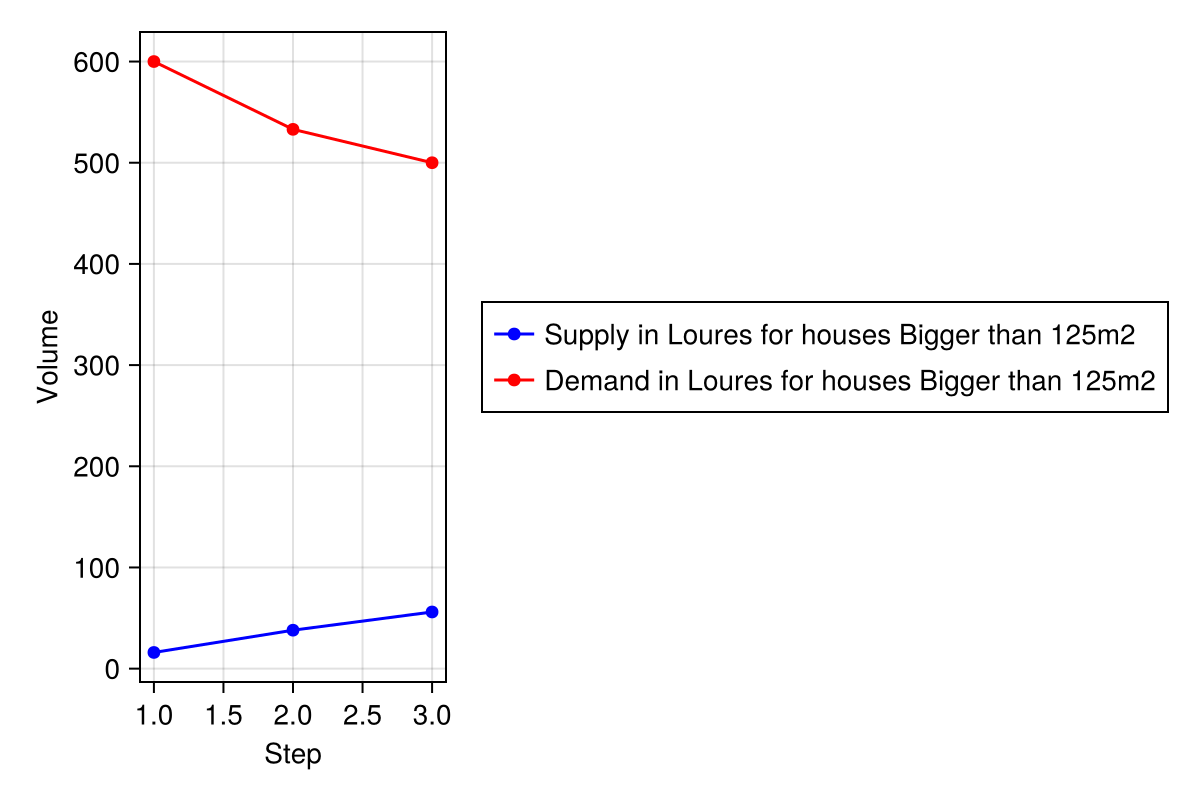 600
500
400
300
200
100
0
Volume
1.0 1.5 2.0 2.5 3.0
Step
Supply in Loures for houses Bigger than 125m2
Demand in Loures for houses Bigger than 125m2